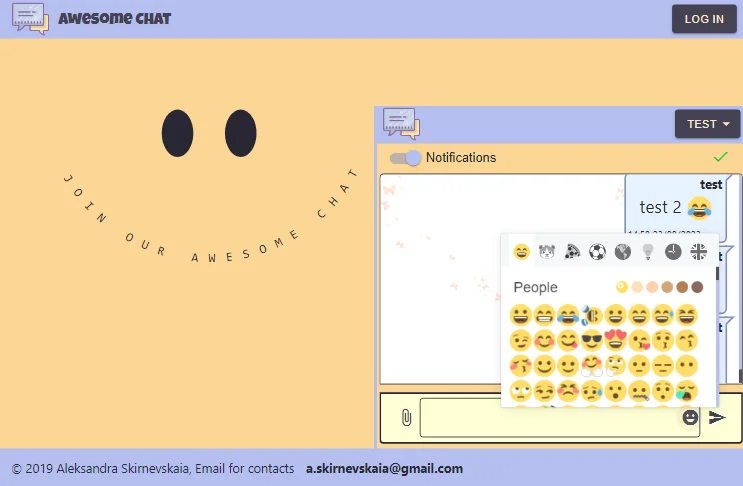 Awesome Chat
LOG IN
JOIN OUR AWESOME CHAT
TEST
Notifications
test
test 2 😂
People
© 2019 Aleksandra Skirnevskaia, Email for contacts a.skirnevskaia@gmail.com